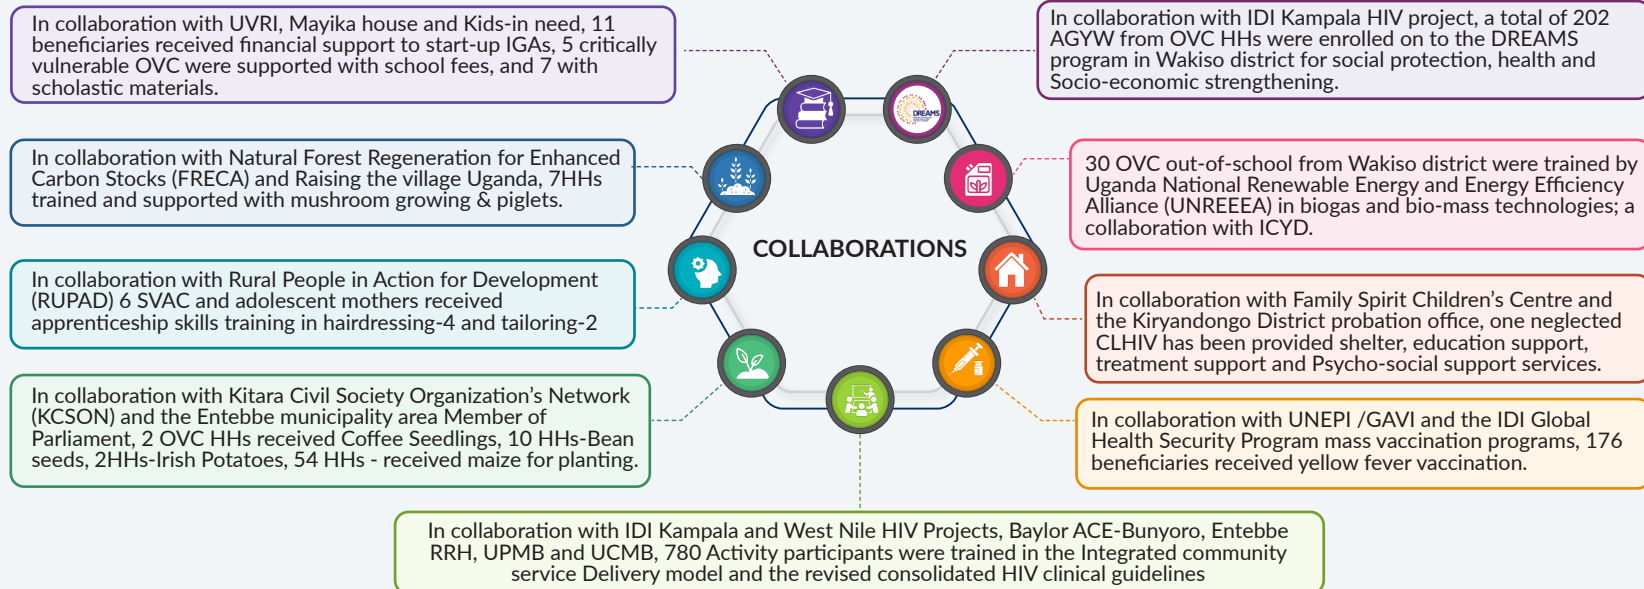 In collaboration with UVRI, Mayika house and Kids-in need, 11
beneficiaries received financial support to start-up IGAs, 5 critically
vulnerable OVC were supported with school fees, and 7 with
scholastic materials.
In collaboration with IDI Kampala HIV project, a total of 202
AGYW from OVC HHs were enrolled on to the DREAMS
program in Wakiso district for social protection, health and
Socio-economic strengthening.
DREAMS
In collaboration with Natural Forest Regeneration for Enhanced
Carbon Stocks (FRECA) and Raising the village Uganda, 7HHs
trained and supported with mushroom growing & piglets.
30 OVC out-of-school from Wakiso district were trained by
Uganda National Renewable Energy and Energy Efficiency
Alliance (UNREEEA) in biogas and bio-mass technologies; a
collaboration with ICYD.
COLLABORATIONS
In collaboration with Rural People in Action for Development
(RUPAD) 6 SVAC and adolescent mothers received
apprenticeship skills training in hairdressing-4 and tailoring-2
In collaboration with Family Spirit Children's Centre and
the Kiryandongo District probation office, one neglected
CLHIV has been provided shelter, education support,
treatment support and Psycho-social support services.
In collaboration with Kitara Civil Society Organization's Network
(KCSON) and the Entebbe municipality area Member of
Parliament, 2 OVC HHs received Coffee Seedlings, 10 HHs-Bean
seeds, 2HHs-Irish Potatoes, 54 HHs - received maize for planting.
In collaboration with UNEPI /GAVI and the IDI Global
Health Security Program mass vaccination programs, 176
beneficiaries received yellow fever vaccination.
In collaboration with IDI Kampala and West Nile HIV Projects, Baylor ACE-Bunyoro, Entebbe
RRH, UPMB and UCMB, 780 Activity participants were trained in the Integrated community
service Delivery model and the revised consolidated HIV clinical guidelines